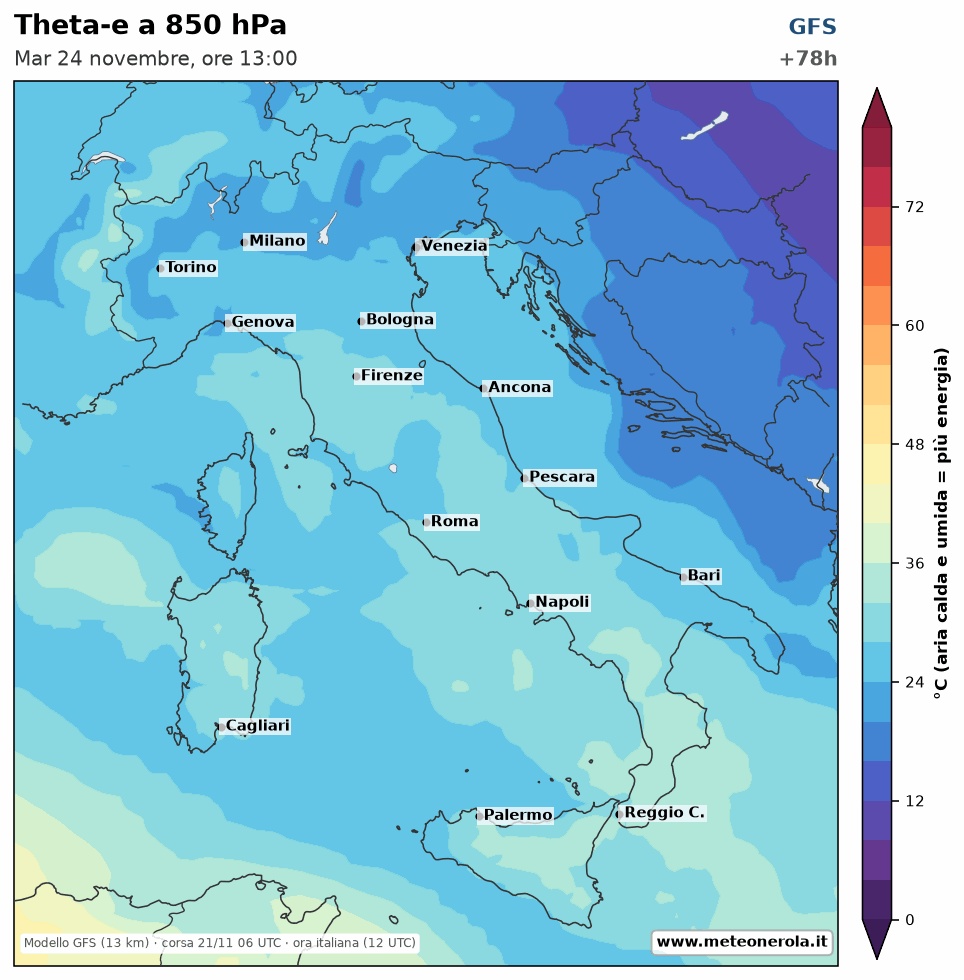 Theta-e a 850 hPa
GFS
Mar 24 novembre, ore 13:00
+78h
Milano
Venezia
Torino
Genova
Bologna
Firenze
Ancona
Pescara
Roma
Bari
Napoli
Cagliari
Palermo
Reggio C.
72
60
48
36
24
12
0
°C (aria calda e umida = più energia)
Modello GFS (13 km) · corsa 21/11 06 UTC · ora italiana (12 UTC)
www.meteonerola.it